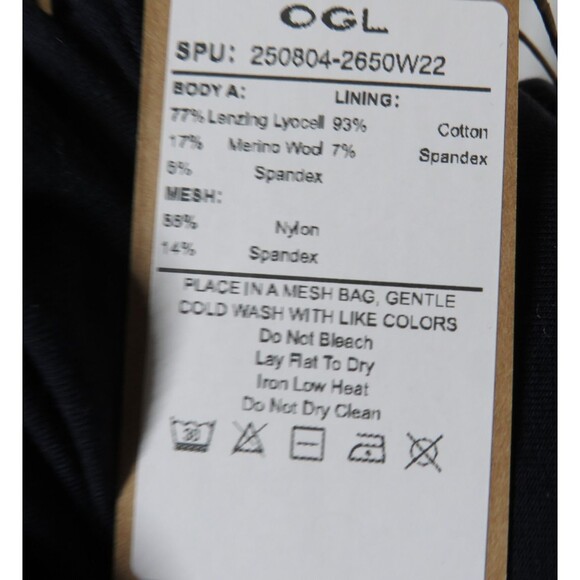 OGL
SPU: 250804-2650W22
BODY A: LINING:
77% Lenzing Lyocell 93% Cotton
17% Merino Wool 7% Spandex
6% Spandex
MESH:
Nylon
14% Spandex
PLACE IN A MESH BAG, GENTLE
COLD WASH WITH LIKE COLORS
Do Not Bleach
Lay Flat To Dry
Iron Low Heat
Do Not Dry Clean
30